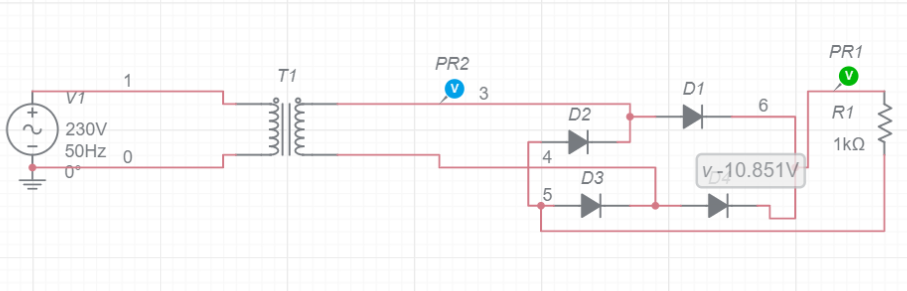 PR1
PR2
V
V
T1
1
3
D1
6
V1
D2
R1
230V
50Hz
0
0°
4
1kΩ
v -10.851V
D3
D4
5